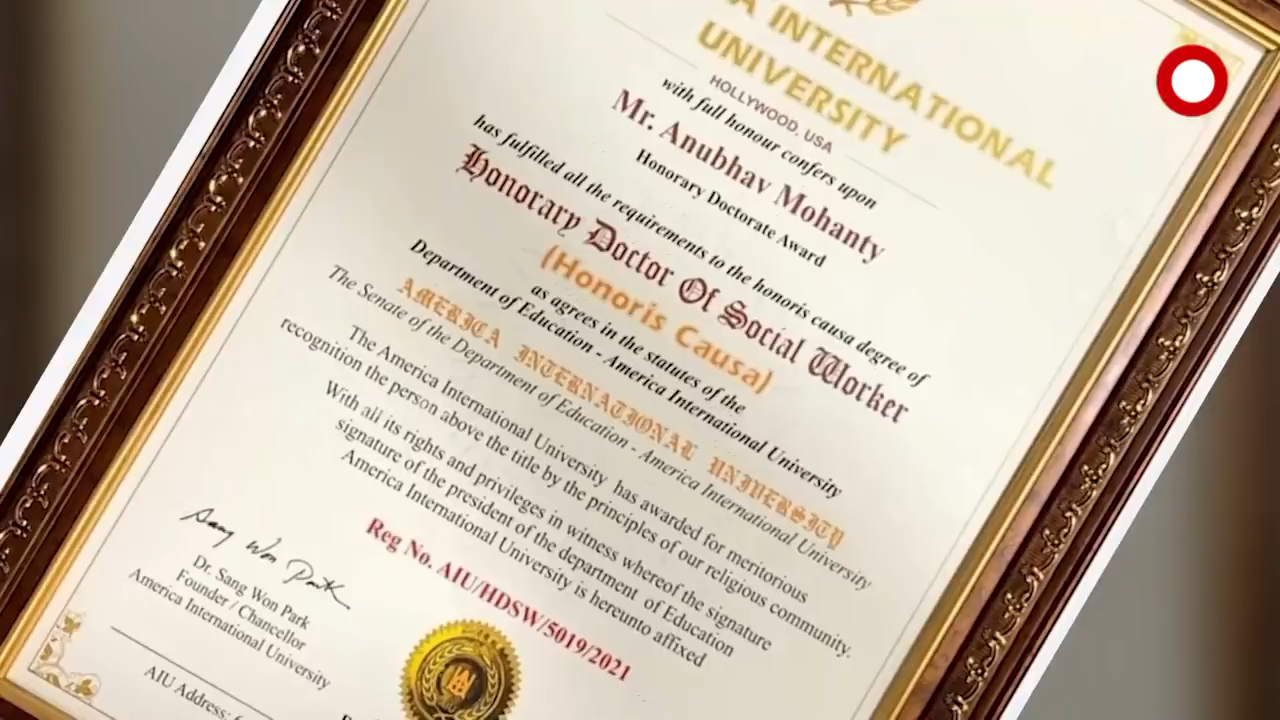 A INTERNATIONAL
UNIVERSITY
HOLLYWOOD, USA
with full honour confers upon
Mr. Anubhav Mohanty
Honorary Doctorate Award
has fulfilled all the requirements to the honoris causa degree of
Honorary Doctor Of Social Worker
(Honoris Causa)
as agrees in the statutes of the
Department of Education - America International University
AMERICA INTERNATIONAL UNIVERSITY
The Senate of the Department of Education - America International University
The America International University has awarded for meritorious
recognition the person above the title by the principles of our religious community.
With all its rights and privileges in witness whereof the signature
signature of the president of the department of Education
America International University is hereunto affixed
Reg No. AIU/HDSW/5019/2021
Sang Won Park
Dr. Sang Won Park
Founder / Chancellor
America International University
AIU Address: